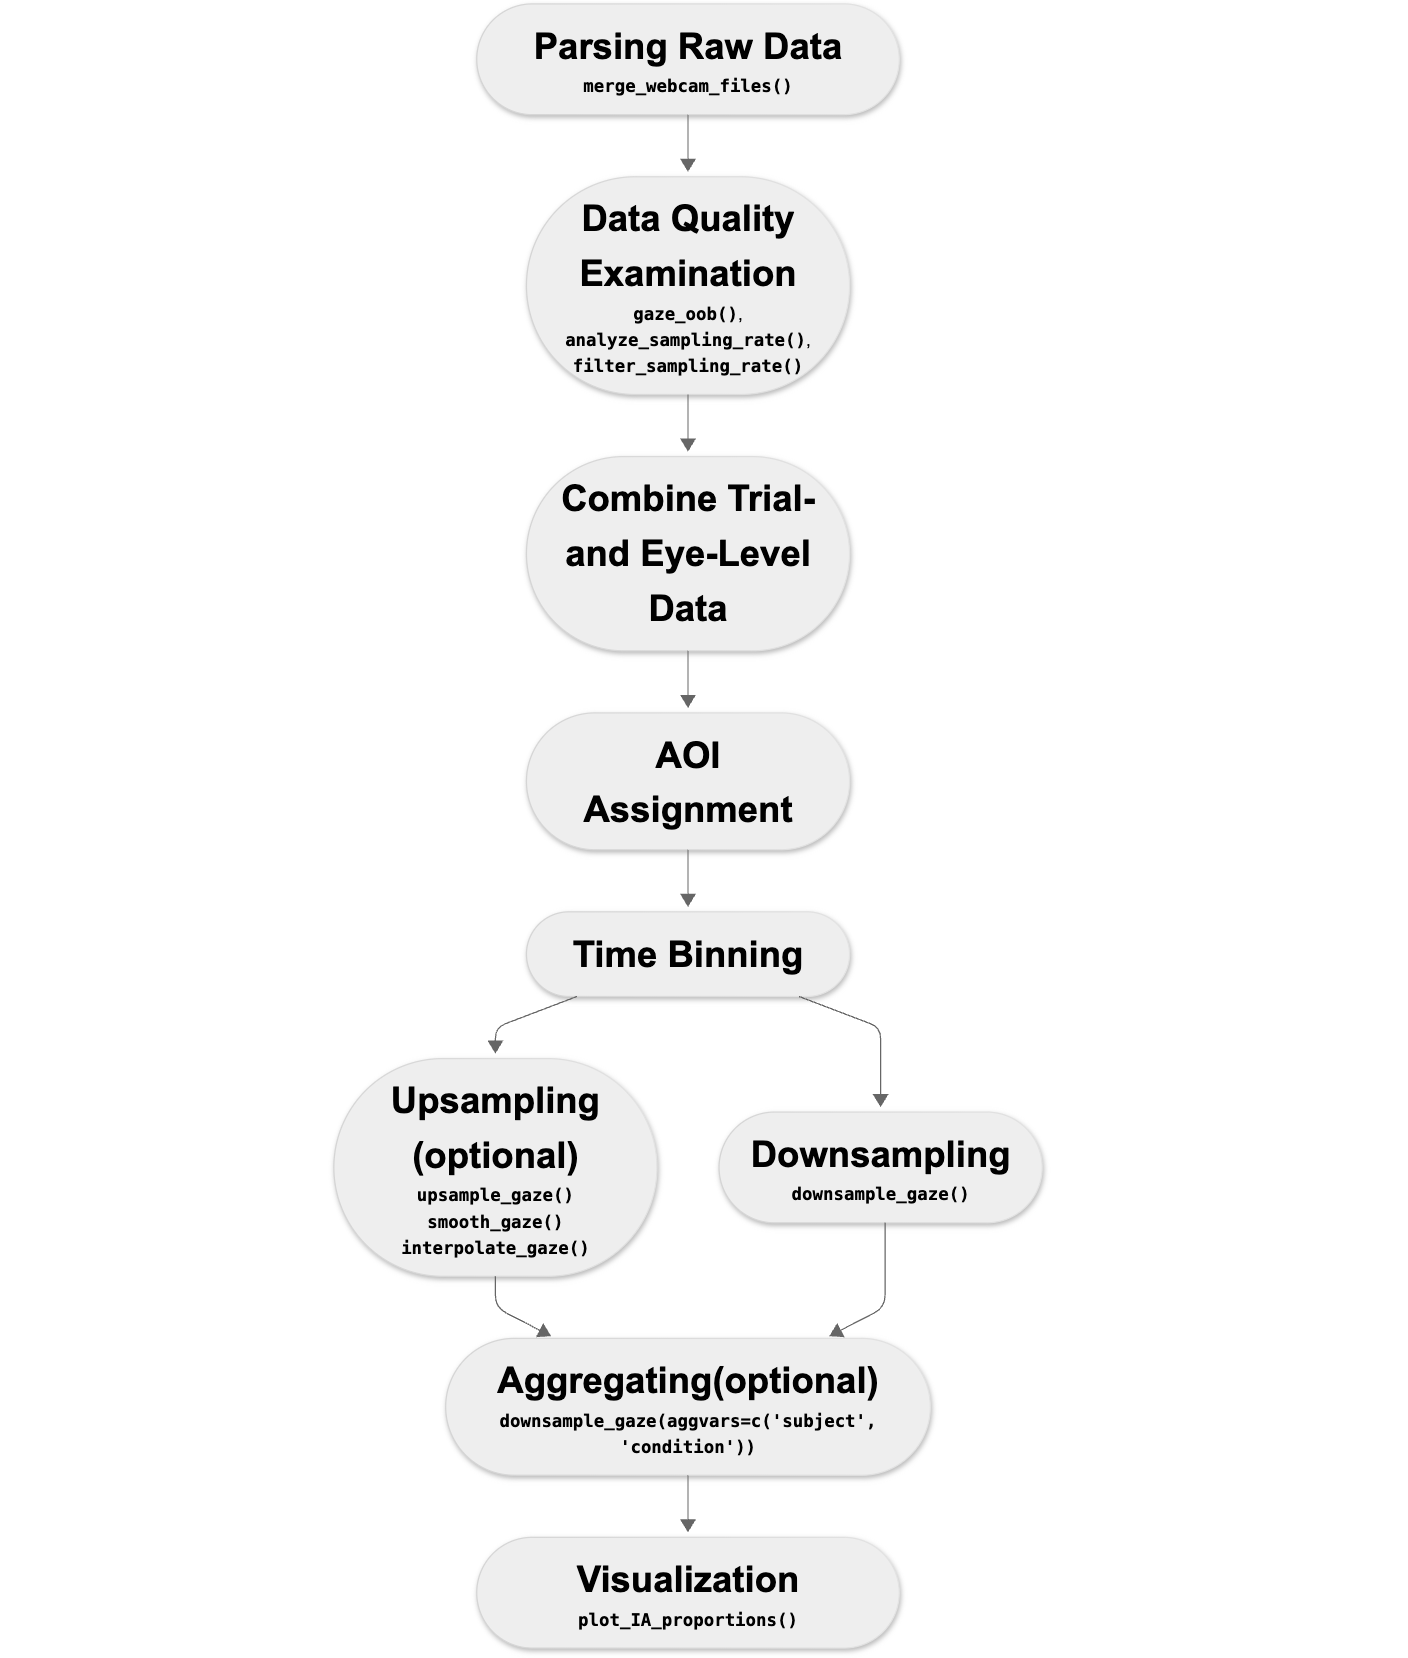 Parsing Raw Data
merge_webcam_files()
Data Quality
Examination
gaze_oob(),
analyze_sampling_rate(),
filter_sampling_rate()
Combine Trial-
and Eye-Level
Data
AOI
Assignment
Time Binning
Upsampling
(optional)
upsample_gaze()
smooth_gaze()
interpolate_gaze()
Downsampling
downsample_gaze()
Aggregating(optional)
downsample_gaze(aggvars=c('subject',
'condition'))
Visualization
plot_IA_proportions()